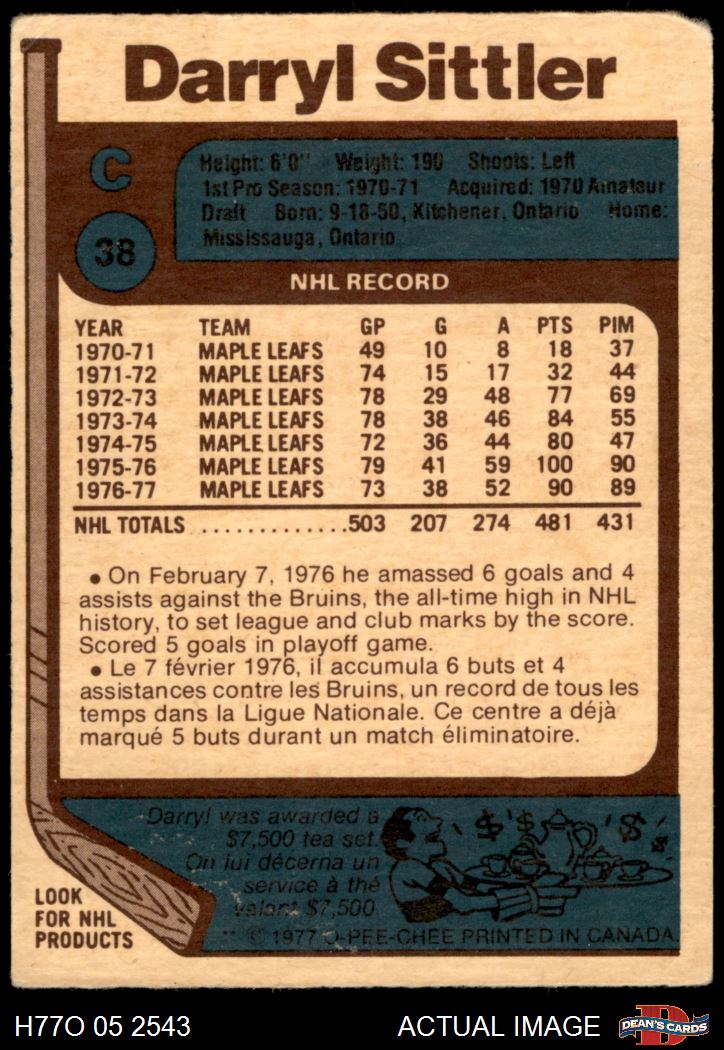 Darryl Sittler
C
38
Height: 6'0" Weight: 190 Shoots: Left
1st Pro Season: 1970-71 Acquired: 1970 Amateur
Draft Born: 9-18-50, Kitchener, Ontario Home:
Mississauga, Ontario
NHL RECORD
YEAR TEAM GP G A PTS PIM
1970-71 MAPLE LEAFS 49 10 8 18 37
1971-72 MAPLE LEAFS 74 15 17 32 44
1972-73 MAPLE LEAFS 78 29 48 77 69
1973-74 MAPLE LEAFS 78 38 46 84 55
1974-75 MAPLE LEAFS 72 36 44 80 47
1975-76 MAPLE LEAFS 79 41 59 100 90
1976-77 MAPLE LEAFS 73 38 52 90 89
NHL TOTALS .............503 207 274 481 431
• On February 7, 1976 he amassed 6 goals and 4
assists against the Bruins, the all-time high in NHL
history, to set league and club marks by the score.
Scored 5 goals in playoff game.
• Le 7 février 1976, il accumula 6 buts et 4
assistances contre les Bruins, un record de tous les
temps dans la Ligue Nationale. Ce centre a déjà
marqué 5 buts durant un match éliminatoire.
Darryl was awarded a
$7,500 tea set.
On lui décerna un
service à thé
valant $7,500
$ $ $
LOOK
FOR NHL
PRODUCTS
** © 1977 O-PEE-CHEE PRINTED IN CANADA.
H77O 05 2543 ACTUAL IMAGE
D
DEAN'S CARDS